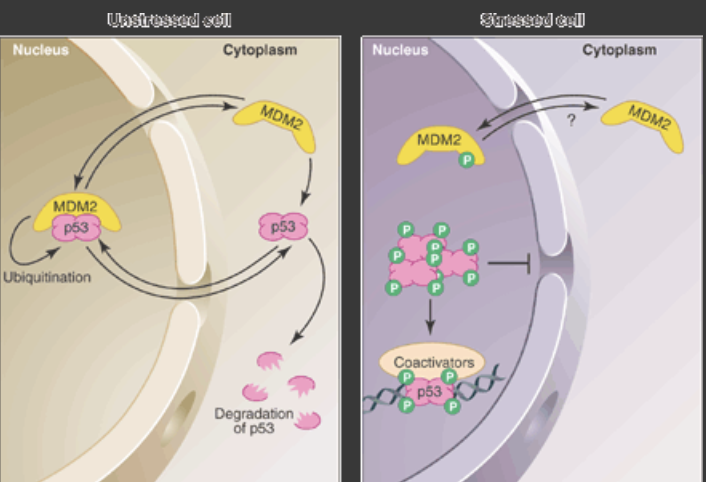 Unstressed cell
Nucleus
Cytoplasm
MDM2
MDM2
p53
p53
Ubiquitination
Degradation
of p53
Stressed cell
Nucleus
Cytoplasm
?
MDM2
MDM2
P
P
P
P
P
P
P
P
P
P
Coactivators
P
P
p53
P
P